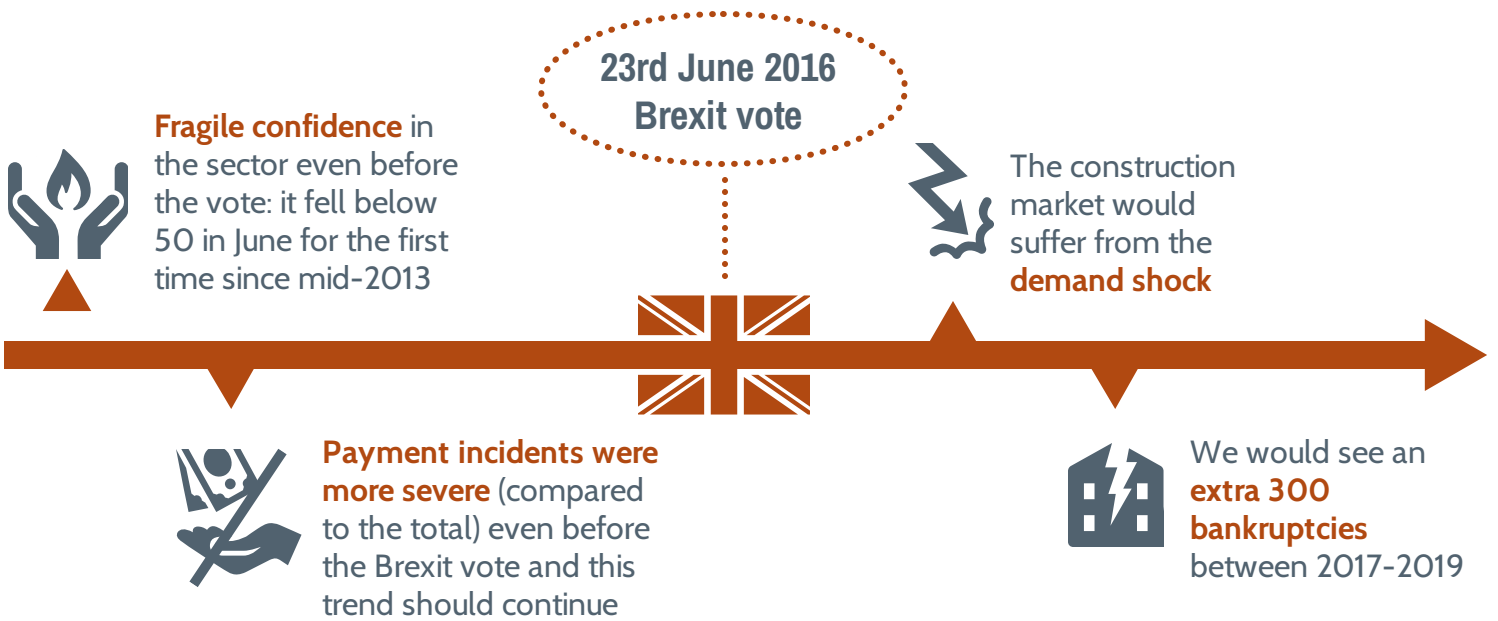 23rd June 2016
Brexit vote
Fragile confidence in
the sector even before
the vote: it fell below
50 in June for the first
time since mid-2013
Payment incidents were
more severe (compared
to the total) even before
the Brexit vote and this
trend should continue
The construction
market would
suffer from the
demand shock
We would see an
extra 300
bankruptcies
between 2017-2019